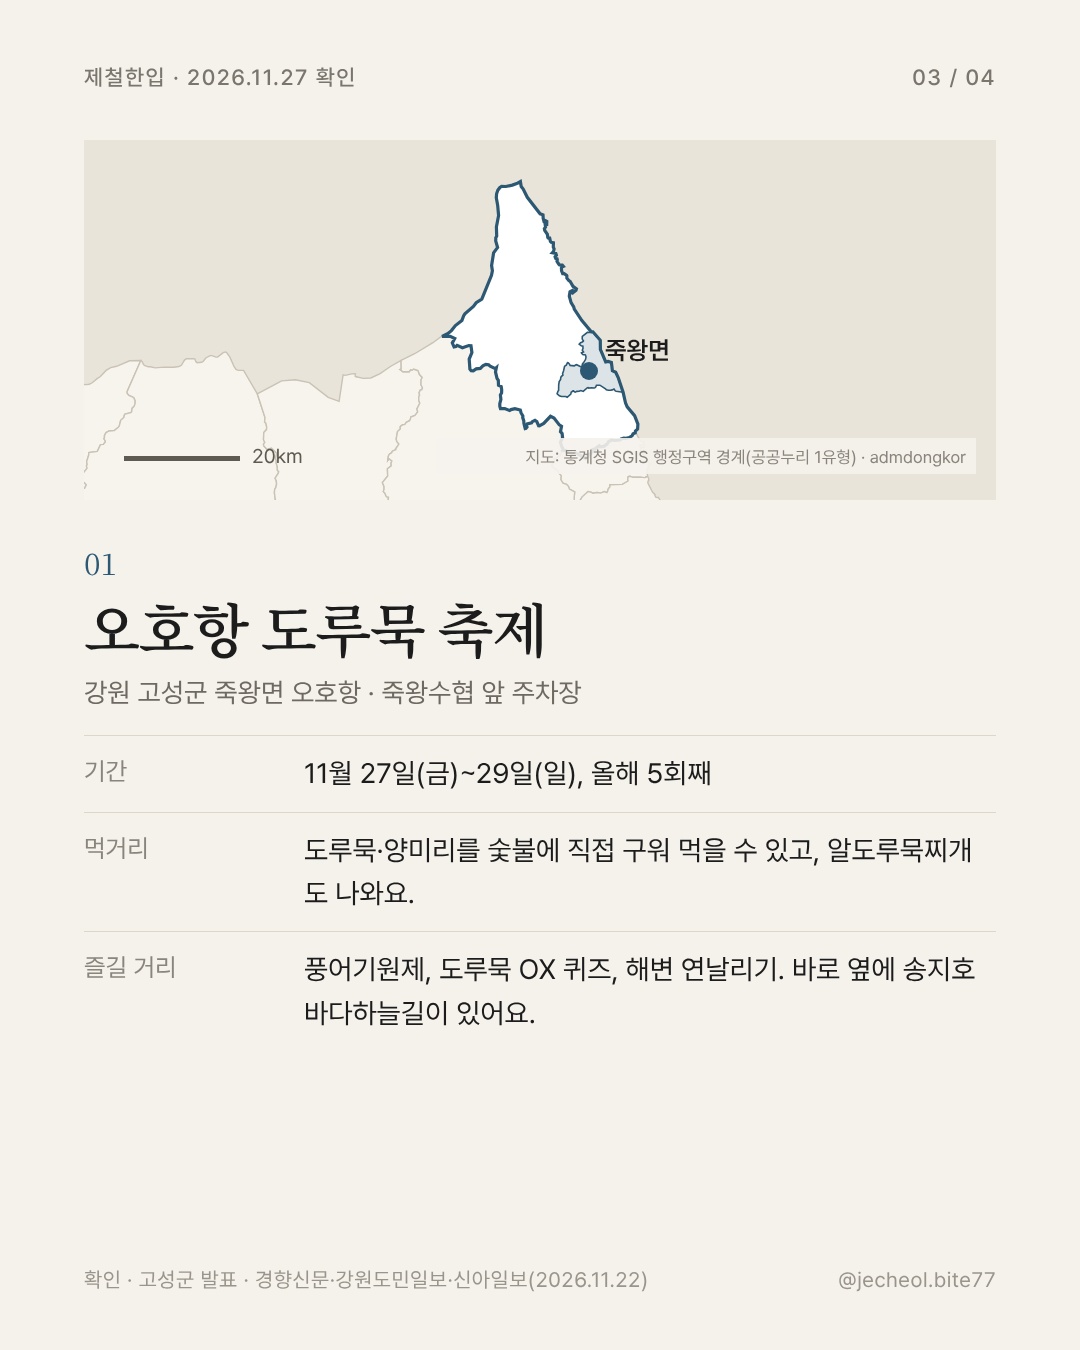 제철한입 · 2026.11.27 확인
03 / 04
죽왕면
20km
지도: 통계청 SGIS 행정구역 경계(공공누리 1유형) · admdongkor
01
오호항 도루묵 축제
강원 고성군 죽왕면 오호항 · 죽왕수협 앞 주차장
기간
11월 27일(금)~29일(일), 올해 5회째
먹거리
도루묵·양미리를 숯불에 직접 구워 먹을 수 있고, 알도루묵찌개
도 나와요.
즐길 거리
풍어기원제, 도루묵 OX 퀴즈, 해변 연날리기. 바로 옆에 송지호
바다하늘길이 있어요.
확인 · 고성군 발표 · 경향신문·강원도민일보·신아일보(2026.11.22)
@jecheol.bite77